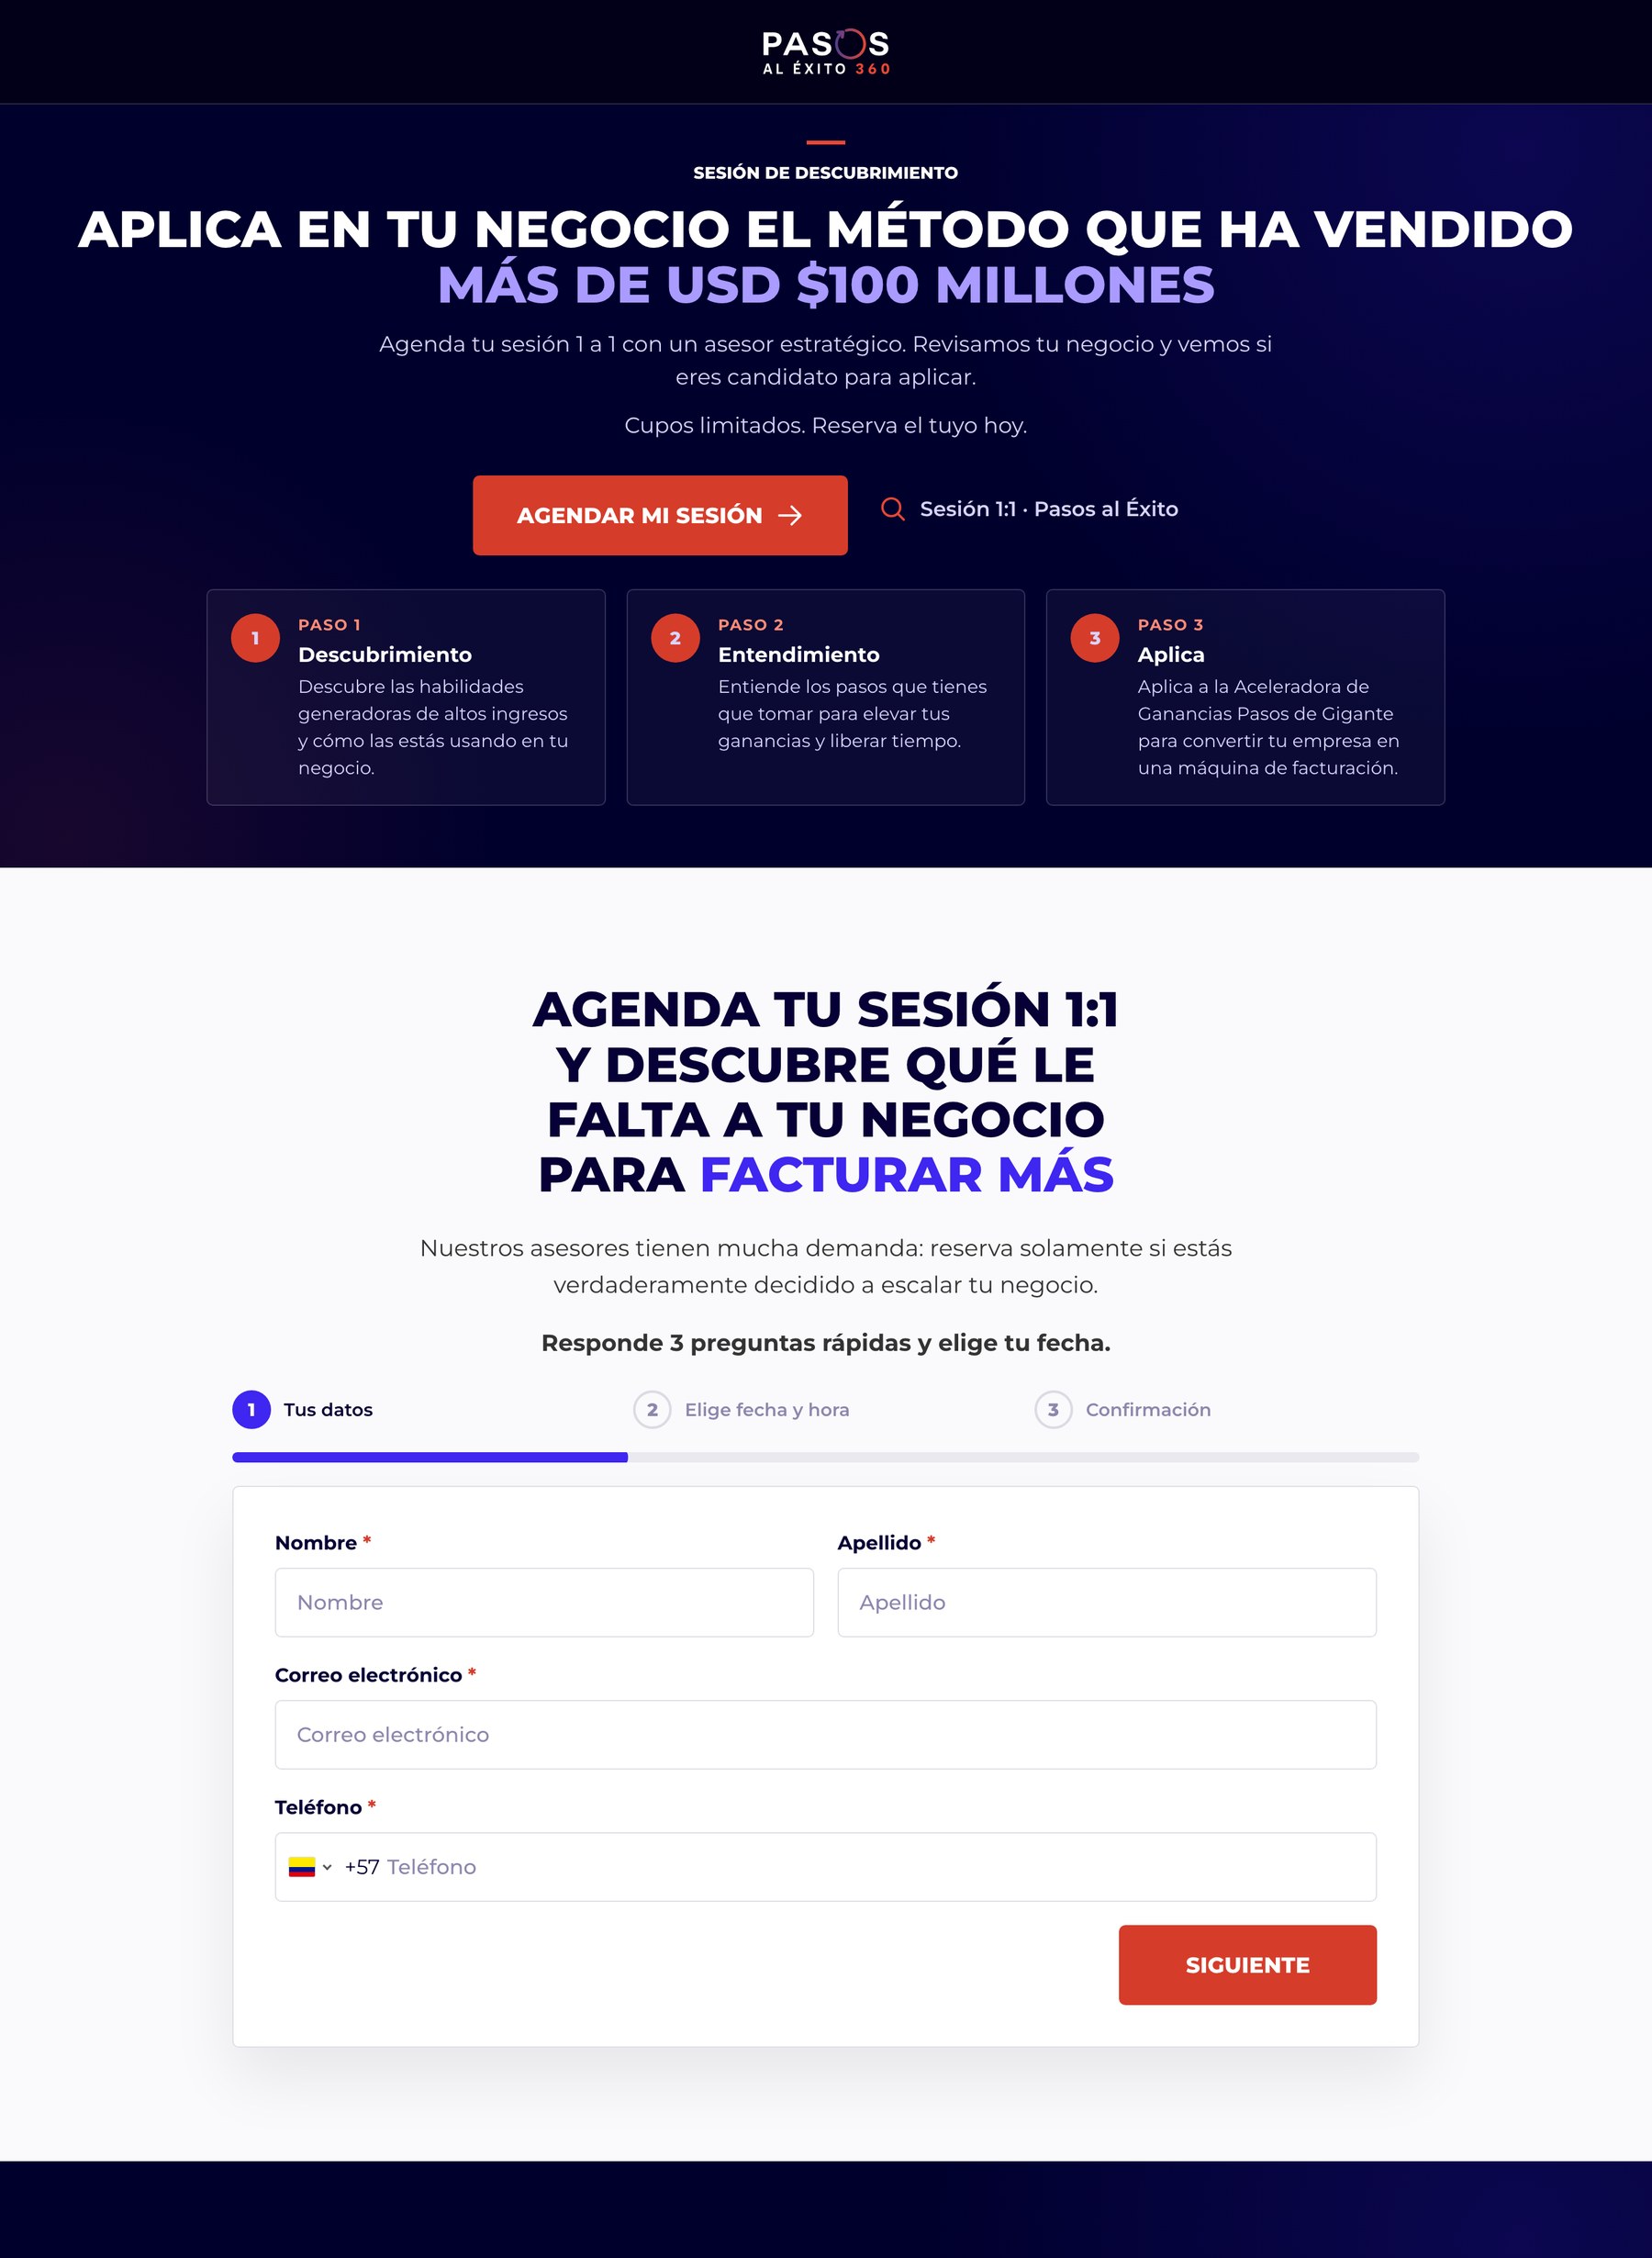 PASOS
AL ÉXITO 360
SESIÓN DE DESCUBRIMIENTO
APLICA EN TU NEGOCIO EL MÉTODO QUE HA VENDIDO
MÁS DE USD $100 MILLONES
Agenda tu sesión 1 a 1 con un asesor estratégico. Revisamos tu negocio y vemos si
eres candidato para aplicar.
Cupos limitados. Reserva el tuyo hoy.
AGENDAR MI SESIÓN →
Sesión 1:1 · Pasos al Éxito
1
PASO 1
Descubrimiento
Descubre las habilidades
generadoras de altos ingresos
y cómo las estás usando en tu
negocio.
2
PASO 2
Entendimiento
Entiende los pasos que tienes
que tomar para elevar tus
ganancias y liberar tiempo.
3
PASO 3
Aplica
Aplica a la Aceleradora de
Ganancias Pasos de Gigante
para convertir tu empresa en
una máquina de facturación.
AGENDA TU SESIÓN 1:1
Y DESCUBRE QUÉ LE
FALTA A TU NEGOCIO
PARA FACTURAR MÁS
Nuestros asesores tienen mucha demanda: reserva solamente si estás
verdaderamente decidido a escalar tu negocio.
Responde 3 preguntas rápidas y elige tu fecha.
1 Tus datos
2 Elige fecha y hora
3 Confirmación
Nombre *
Nombre
Apellido *
Apellido
Correo electrónico *
Correo electrónico
Teléfono *
+57 Teléfono
SIGUIENTE